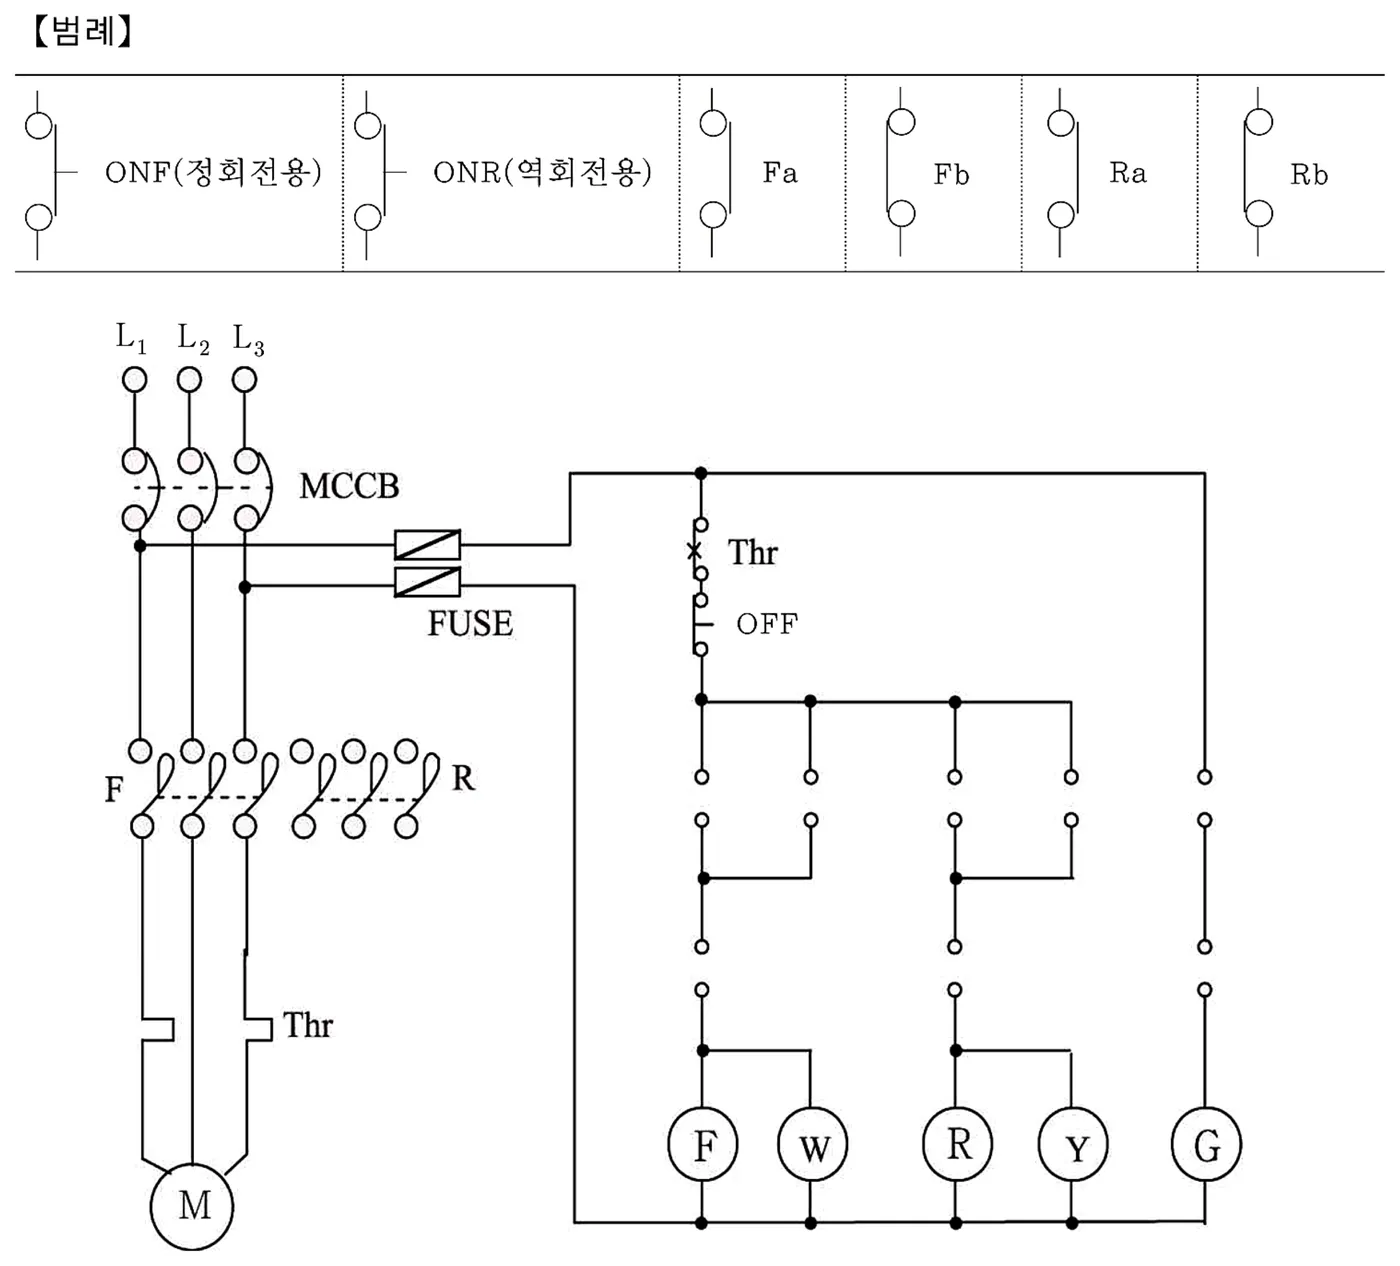 【범례】
ONF(정회전용) ONR(역회전용) Fa Fb Ra Rb
L₁ L₂ L₃
MCCB
Thr
FUSE
OFF
F R
Thr
F W R Y G
M